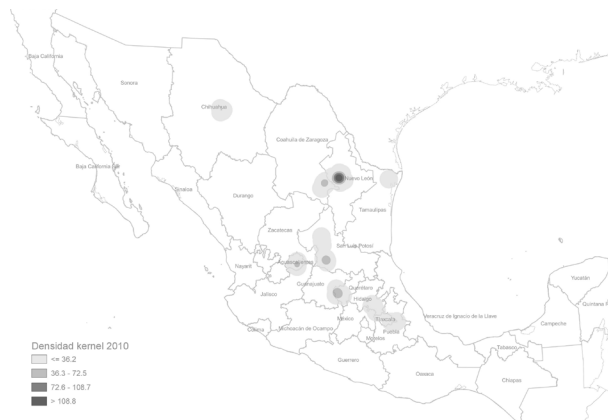 Baja California
Sonora
Chihuahua
Coahuila de Zaragoza
Baja California
Sinaloa
Nuevo León
Durango
Tamaulipas
Zacatecas
San Luis Potosí
Nayarit
Aguascalientes
Yucatán
Jalisco
Guanajuato
Querétaro
Hidalgo
Quintana R
Colima
Michoacán de Ocampo
México
Tlaxcala
Veracruz de Ignacio de la Llave
Campeche
Puebla
Morelos
Tabasco
Guerrero
Oaxaca
Chiapas
Densidad kernel 2010
<= 36.2
36.3 - 72.5
72.6 - 108.7
> 108.8